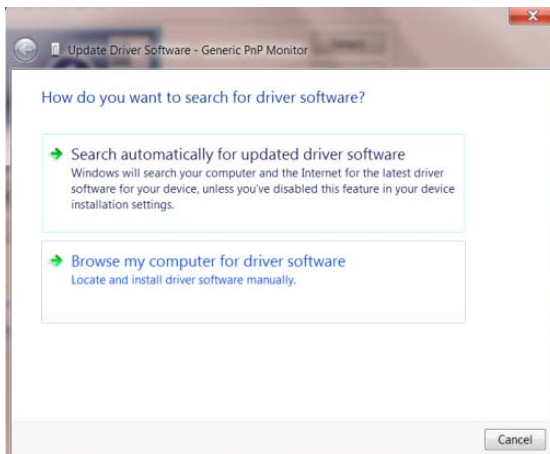 Update Driver Software - Generic PnP Monitor
How do you want to search for driver software?
Search automatically for updated driver software
Windows will search your computer and the Internet for the latest driver
software for your device, unless you've disabled this feature in your device
installation settings.
Browse my computer for driver software
Locate and install driver software manually.
Cancel